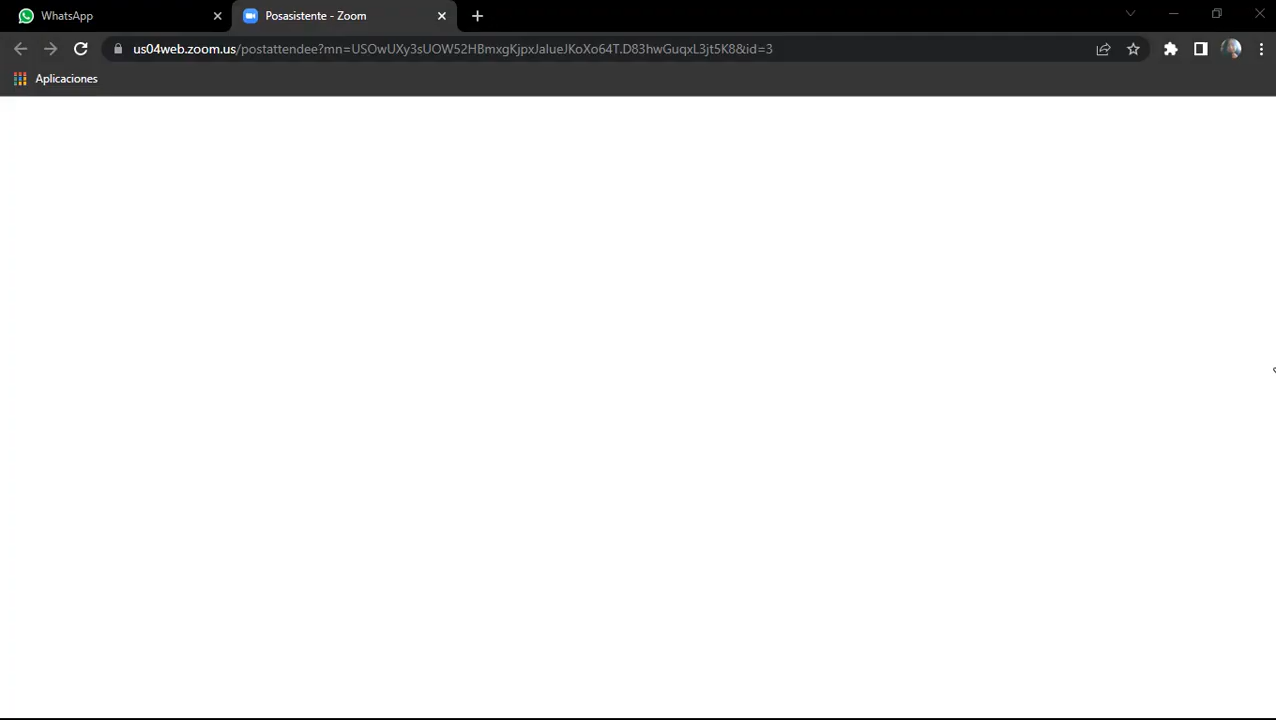 WhatsApp
Posasistente - Zoom
us04web.zoom.us/postattendee?mn=USOwUXy3sUOW52HBmxgKjpxJalueJKoXo64T.D83hwGuqxL3jt5K8&id=3
Aplicaciones